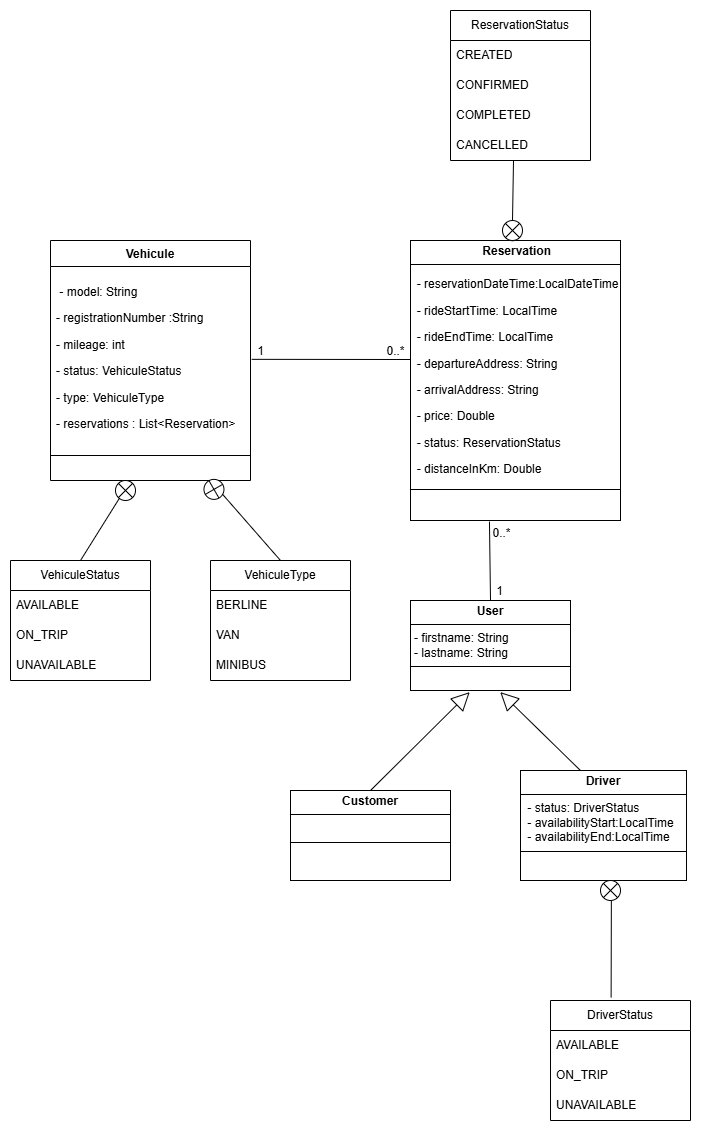 ReservationStatus
CREATED
CONFIRMED
COMPLETED
CANCELLED
Vehicule
- model: String
- registrationNumber :String
- mileage: int
- status: VehiculeStatus
- type: VehiculeType
- reservations : List<Reservation>
1
0..*
Reservation
- reservationDateTime:LocalDateTime
- rideStartTime: LocalTime
- rideEndTime: LocalTime
- departureAddress: String
- arrivalAddress: String
- price: Double
- status: ReservationStatus
- distanceInKm: Double
VehiculeStatus
AVAILABLE
ON_TRIP
UNAVAILABLE
VehiculeType
BERLINE
VAN
MINIBUS
0..*
1
User
- firstname: String
- lastname: String
Customer
Driver
- status: DriverStatus
- availabilityStart:LocalTime
- availabilityEnd:LocalTime
DriverStatus
AVAILABLE
ON_TRIP
UNAVAILABLE